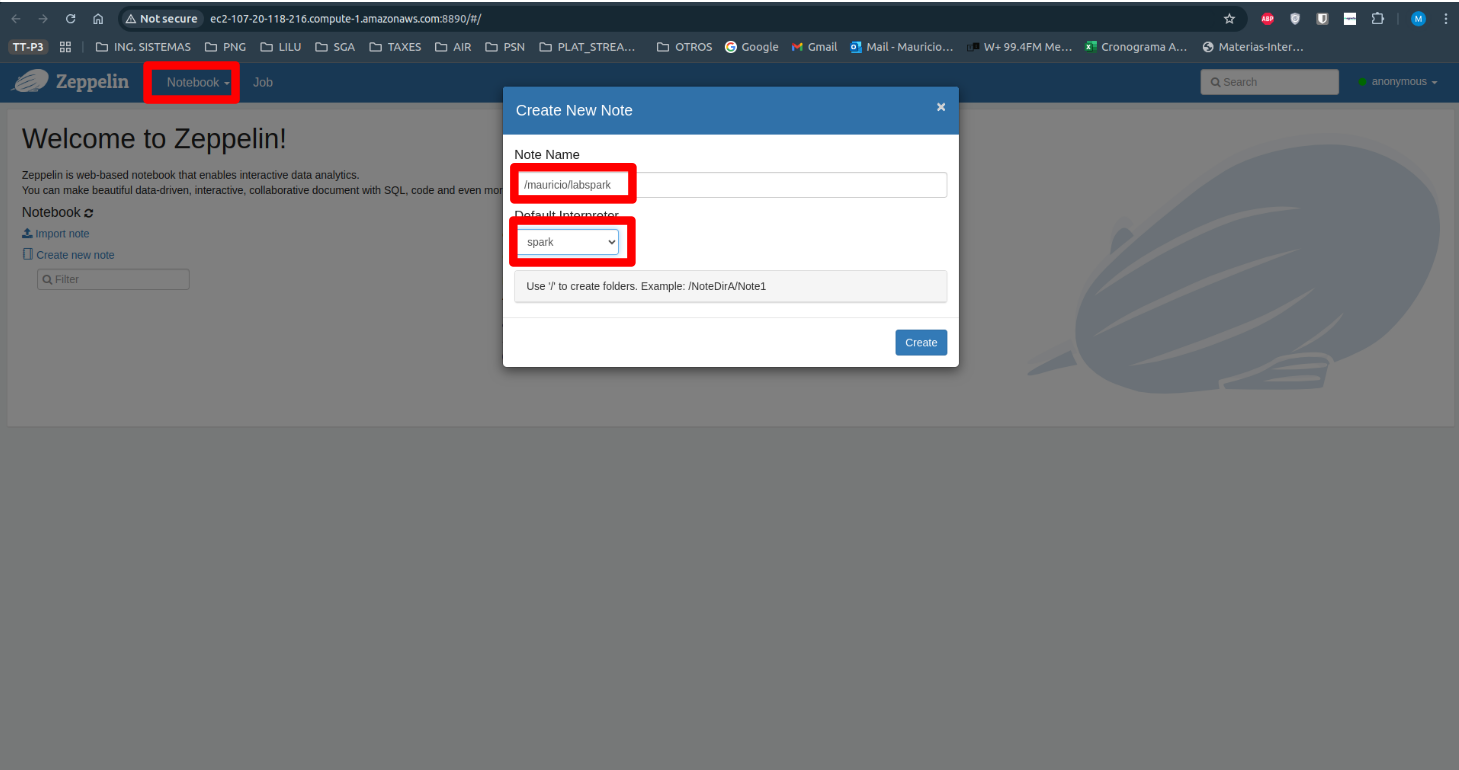 Not secure ec2-107-20-118-216.compute-1.amazonaws.com:8890/#/
ABP M
TT-P3 ING. SISTEMAS PNG LILU SGA TAXES AIR PSN PLAT_STREA... OTROS Google Gmail Mail - Mauricio... W+ 99.4FM Me... Cronograma A... Materias-Inter...
Zeppelin Notebook Job Search anonymous
Create New Note ×
Welcome to Zeppelin!
Note Name
Zeppelin is web-based notebook that enables interactive data analytics.
You can make beautiful data-driven, interactive, collaborative document with SQL, code and even mor
/mauricio/labspark
Notebook
Default Interpreter
Import note
spark
Create new note
Filter
Use '/' to create folders. Example: /NoteDirA/Note1
Create